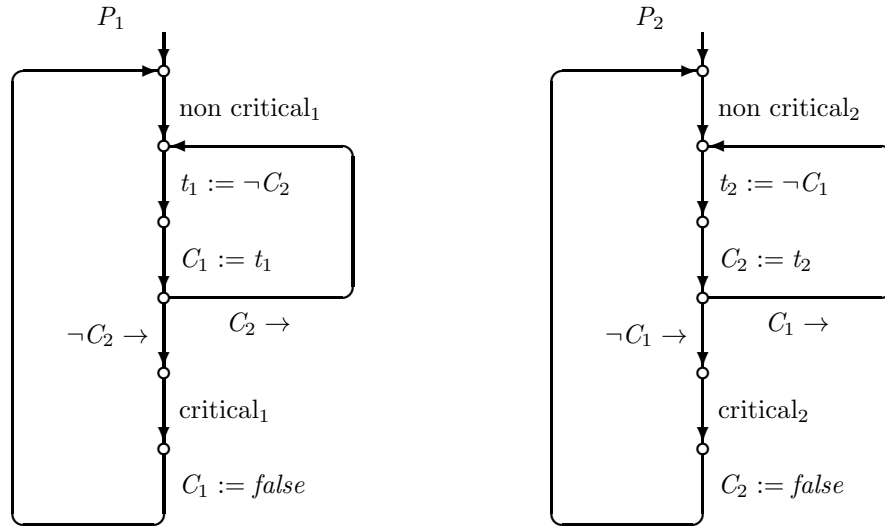 P₁
non critical₁
t₁ := ¬C₂
C₁ := t₁
C₂ →
¬C₂ →
critical₁
C₁ := false
P₂
non critical₂
t₂ := ¬C₁
C₂ := t₂
C₁ →
¬C₁ →
critical₂
C₂ := false